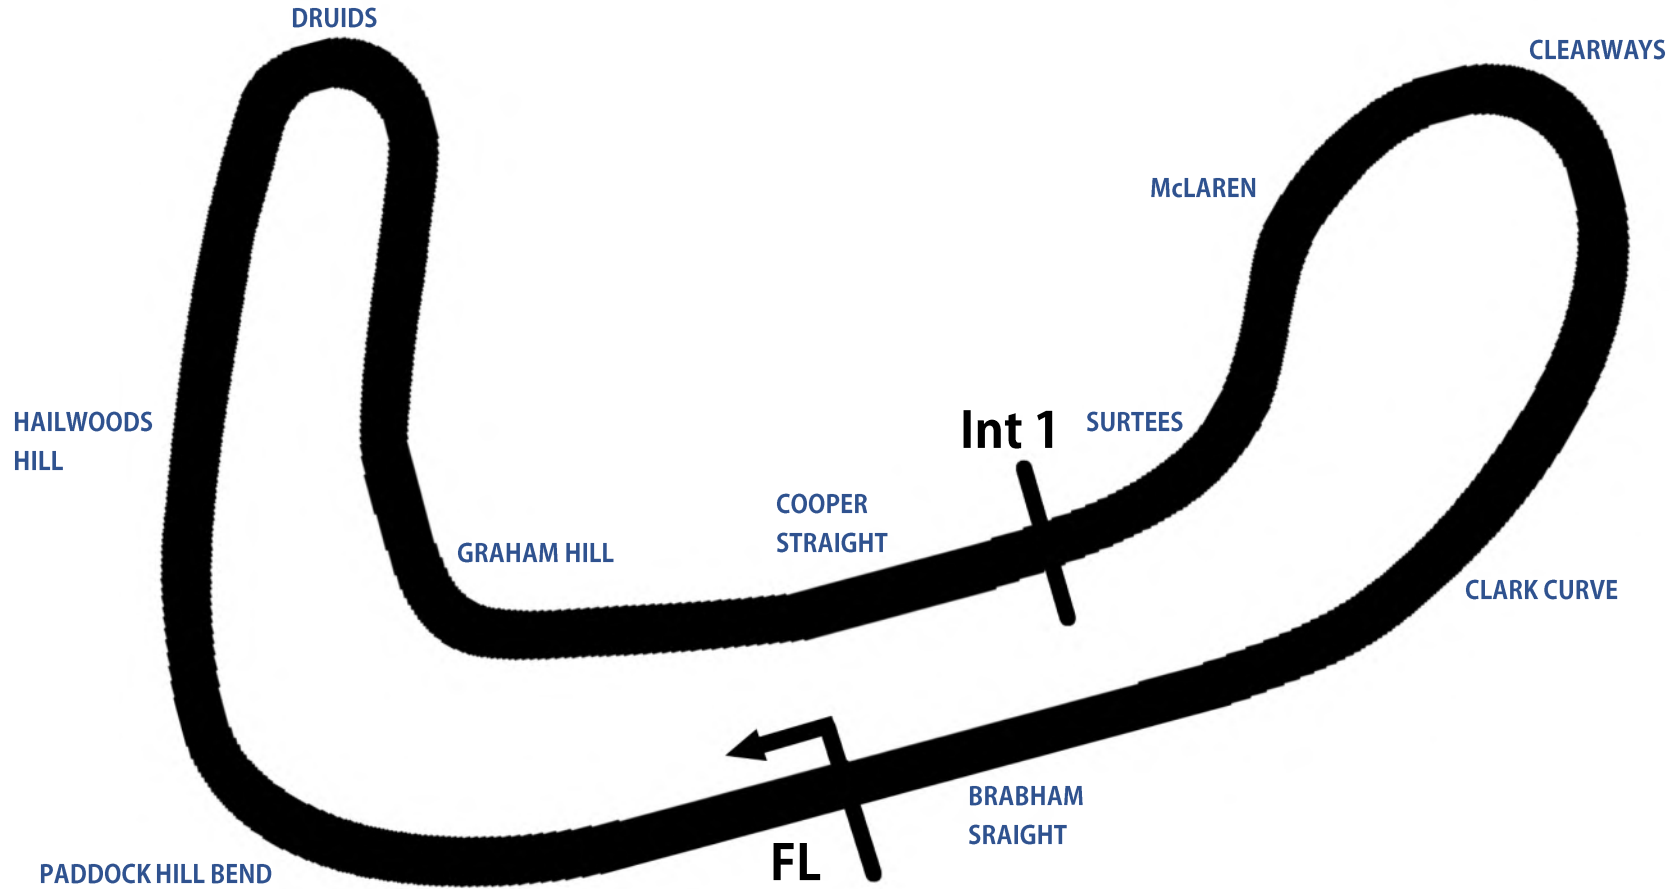 DRUIDS
CLEARWAYS
McLAREN
HAILWOODS
HILL
Int 1
SURTEES
COOPER
STRAIGHT
GRAHAM HILL
CLARK CURVE
BRABHAM
SRAIGHT
FL
PADDOCK HILL BEND